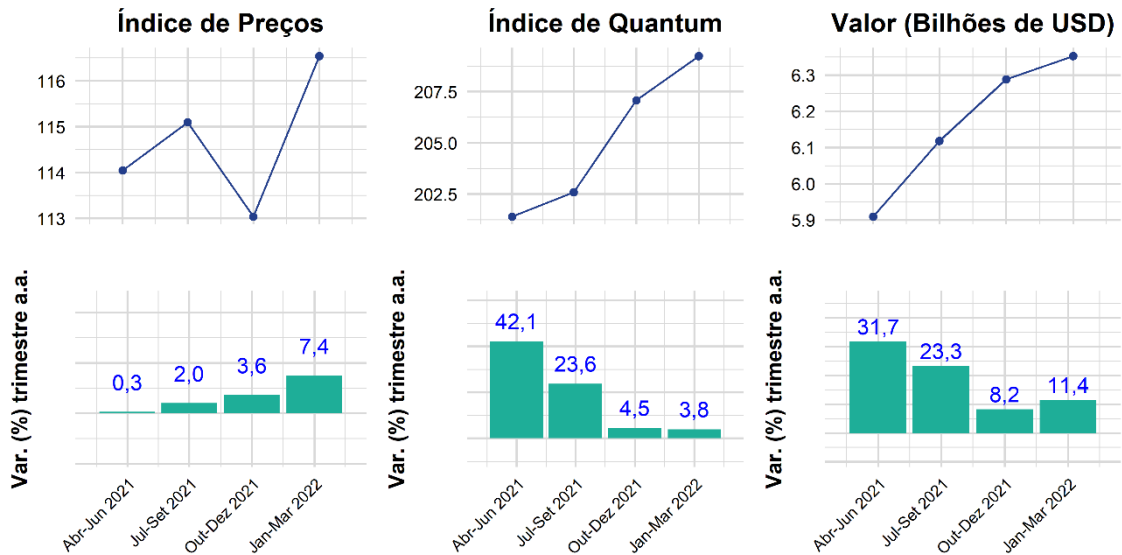 Índice de Preços
116
115
114
113
Índice de Quantum
207.5
205.0
202.5
Valor (Bilhões de USD)
6.3
6.2
6.1
6.0
5.9
Var. (%) trimestre a.a.
0,3
2,0
3,6
7,4
Abr-Jun 2021
Jul-Set 2021
Out-Dez 2021
Jan-Mar 2022
Var. (%) trimestre a.a.
42,1
23,6
4,5
3,8
Abr-Jun 2021
Jul-Set 2021
Out-Dez 2021
Jan-Mar 2022
Var. (%) trimestre a.a.
31,7
23,3
8,2
11,4
Abr-Jun 2021
Jul-Set 2021
Out-Dez 2021
Jan-Mar 2022